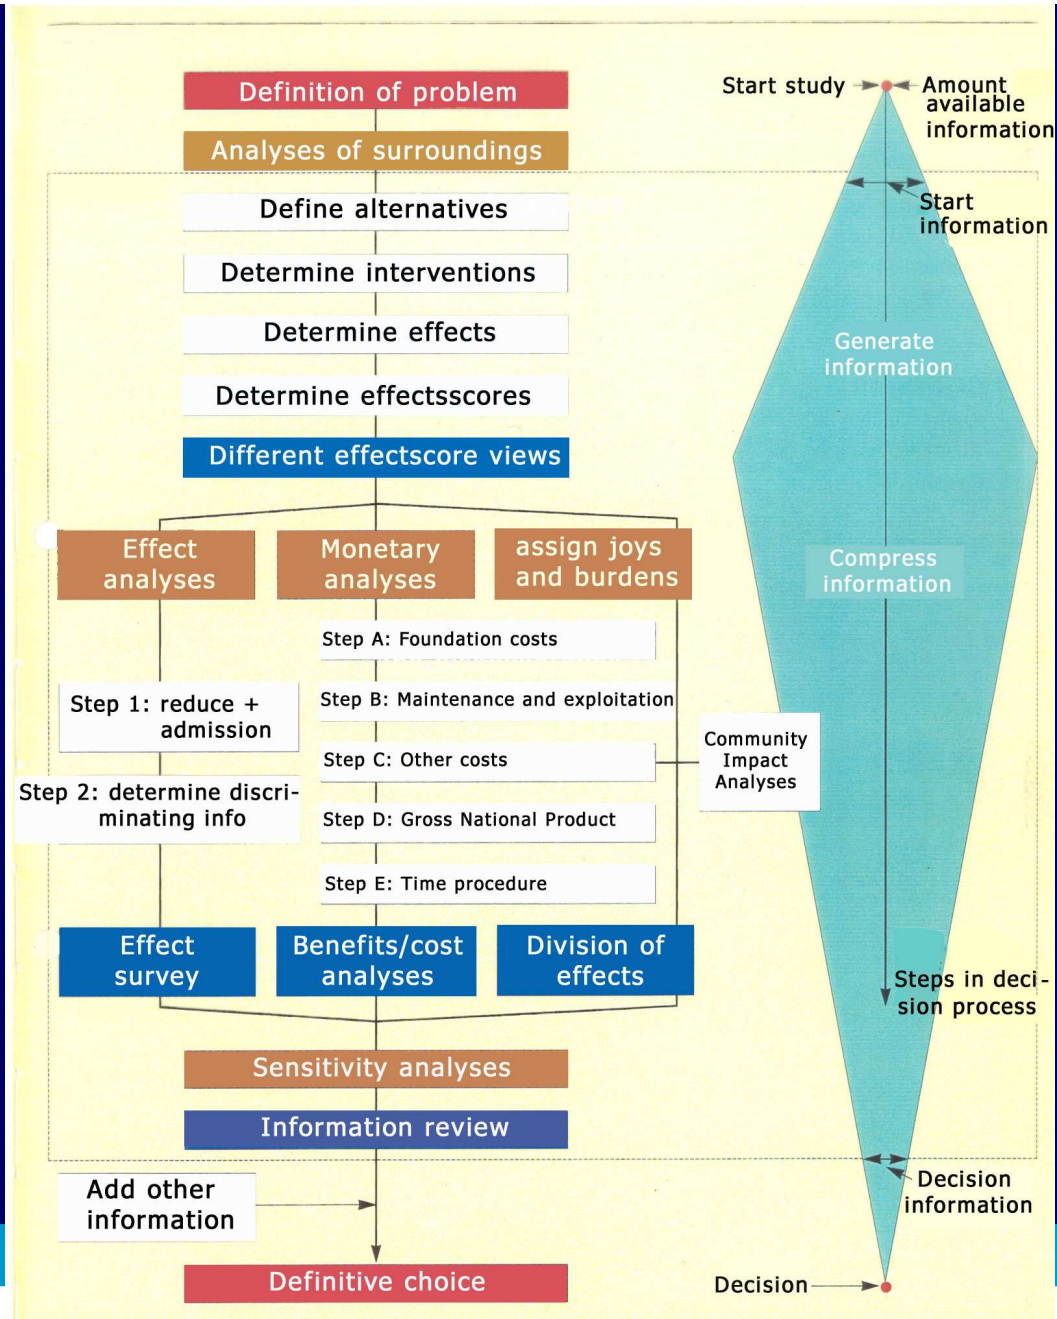 Definition of problem
Analyses of surroundings
Define alternatives
Determine interventions
Determine effects
Determine effectsscores
Different effectscore views
Effect
analyses
Monetary
analyses
assign joys
and burdens
Step 1: reduce +
admission
Step 2: determine discri-
minating info
Step A: Foundation costs
Step B: Maintenance and exploitation
Step C: Other costs
Step D: Gross National Product
Step E: Time procedure
Community
Impact
Analyses
Effect
survey
Benefits/cost
analyses
Division of
effects
Sensitivity analyses
Information review
Add other
information
Definitive choice
Start study
Amount
available
information
Start
information
Generate
information
Compress
information
Steps in deci-
sion process
Decision
information
Decision